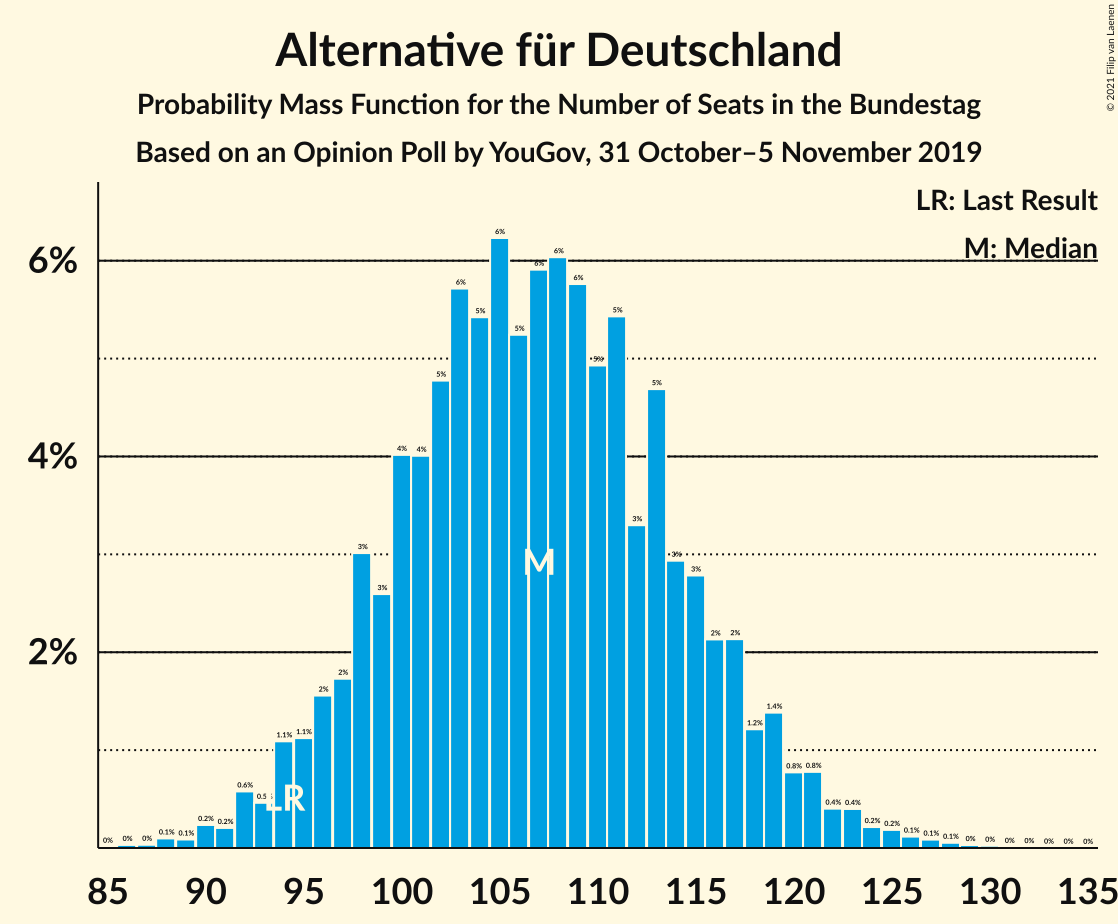 Alternative für Deutschland
Probability Mass Function for the Number of Seats in the Bundestag
Based on an Opinion Poll by YouGov, 31 October–5 November 2019
© 2021 Filip van Laenen
LR: Last Result
M: Median
6%
4%
2%
0% 0% 0% 0.1% 0.1% 0.2% 0.2% 0.6% 0.5% 1.1% 1.1% 2% 2% 3% 3% 4% 4% 5% 6% 5% 6% 5% 6% 6% 6% 5% 5% 3% 5% 3% 3% 2% 2% 1.2% 1.4% 0.8% 0.8% 0.4% 0.4% 0.2% 0.2% 0.1% 0.1% 0.1% 0% 0% 0% 0% 0% 0% 0%
M
LR
85 90 95 100 105 110 115 120 125 130 135